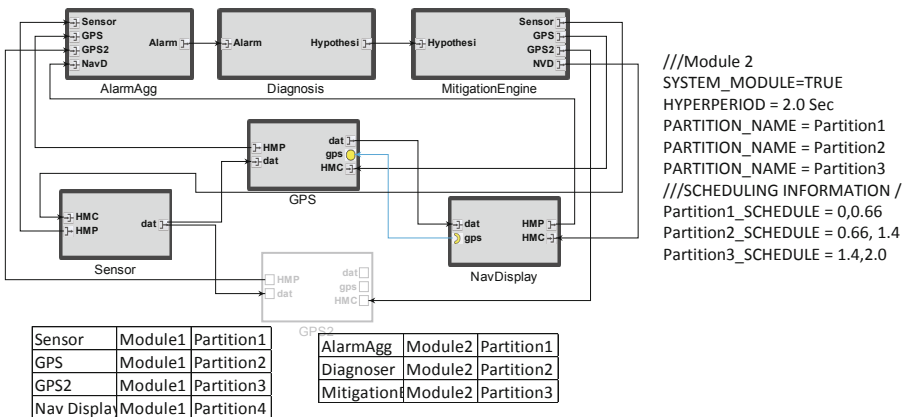 Sensor
GPS
GPS2
NavD
Alarm
AlarmAgg
Alarm
Hypothesi
Diagnosis
Hypothesi
Sensor
GPS
GPS2
NVD
MitigationEngine
HMP
dat
dat
gps
HMC
GPS
HMC
HMP
dat
Sensor
dat
gps
HMP
HMC
NavDisplay
HMP
dat
dat
gps
HMC
GPS2
///Module 2
SYSTEM_MODULE=TRUE
HYPERPERIOD = 2.0 Sec
PARTITION_NAME = Partition1
PARTITION_NAME = Partition2
PARTITION_NAME = Partition3
///SCHEDULING INFORMATION /
Partition1_SCHEDULE = 0,0.66
Partition2_SCHEDULE = 0.66, 1.4
Partition3_SCHEDULE = 1.4,2.0
Sensor Module1 Partition1
GPS Module1 Partition2
GPS2 Module1 Partition3
Nav Display Module1 Partition4
AlarmAgg Module2 Partition1
Diagnoser Module2 Partition2
MitigationE Module2 Partition3